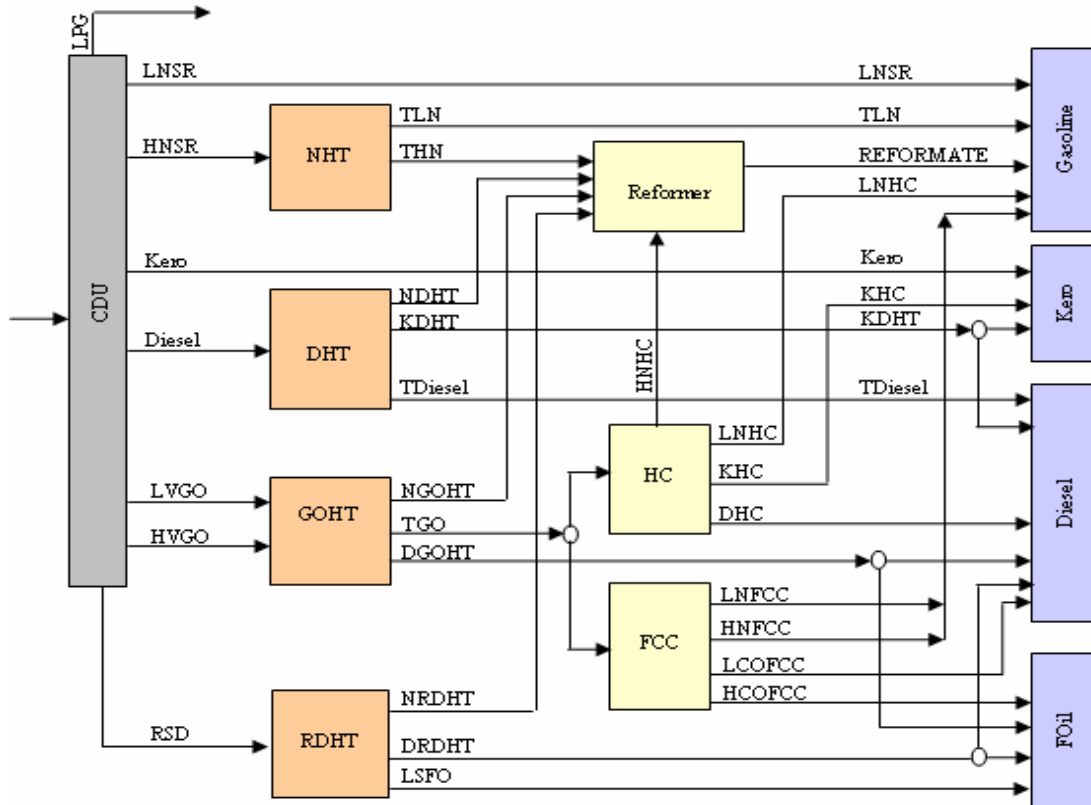 LPG
LNSR
LNSR
TLN
TLN
HNSR
NHT
THN
Reformer
REFORMATE
LNHC
Gasoline
Kero
Kero
NDHT
KHC
KDHT
KDHT
Kero
CDU
Diesel
DHT
HNHC
TDiesel
TDiesel
LNHC
HC
KHC
DHC
Diesel
LVGO
HVGO
GOHT
NGOHT
TGO
DGOHT
LNFCC
HNFCC
FCC
LCOFCC
HCOFCC
NRDHT
RSD
RDHT
DRDHT
LSFO
FOil